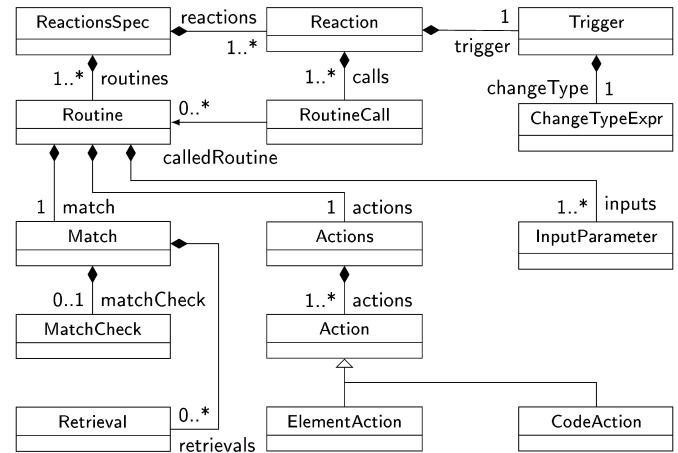 ReactionsSpec reactions 1..* Reaction 1 trigger Trigger
1..* routines 1..* calls changeType 1
Routine 0..* calledRoutine RoutineCall ChangeTypeExpr
1 match 1 actions 1..* inputs
Match Actions InputParameter
0..1 matchCheck 1..* actions
MatchCheck Action
Retrieval 0..* retrievals ElementAction CodeAction